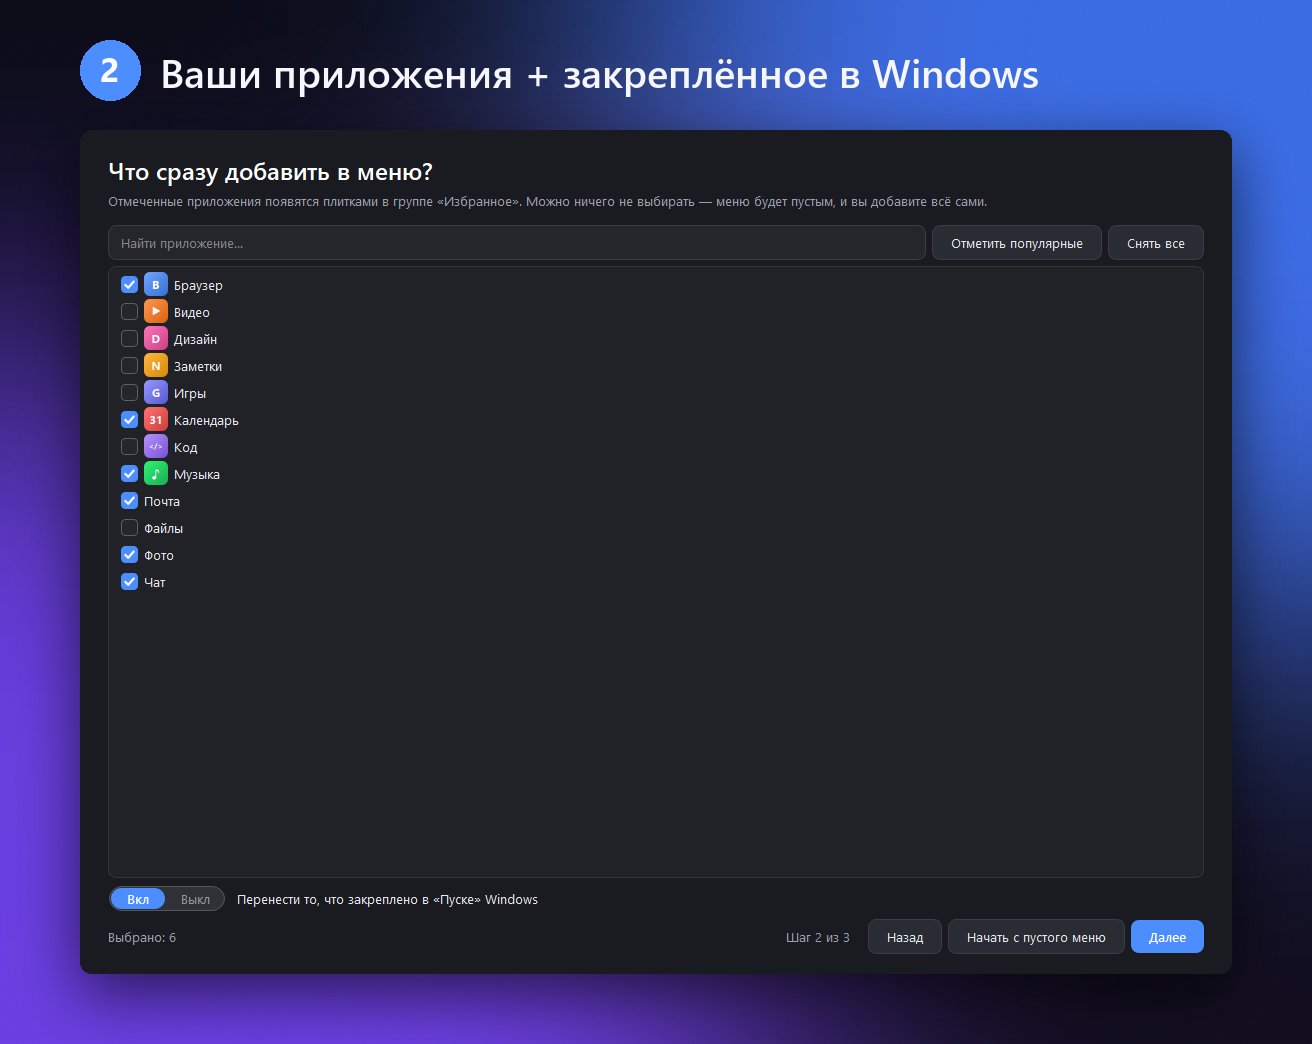 2 Ваши приложения + закреплённое в Windows
Что сразу добавить в меню?
Отмеченные приложения появятся плитками в группе «Избранное». Можно ничего не выбирать — меню будет пустым, и вы добавите всё сами.
Найти приложение... Отметить популярные Снять все
B Браузер
Видео
D Дизайн
N Заметки
G Игры
31 Календарь
</> Код
♪ Музыка
Почта
Файлы
Фото
Чат
Вкл Выкл Перенести то, что закреплено в «Пуске» Windows
Выбрано: 6 Шаг 2 из 3 Назад Начать с пустого меню Далее